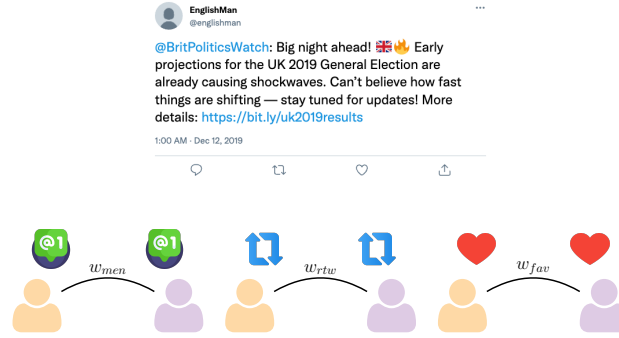 EnglishMan
@englishman
@BritPoliticsWatch: Big night ahead! 🇬🇧🔥 Early
projections for the UK 2019 General Election are
already causing shockwaves. Can't believe how fast
things are shifting — stay tuned for updates! More
details: https://bit.ly/uk2019results
1:00 AM · Dec 12, 2019
@1 @1
w_men w_rtw w_fav